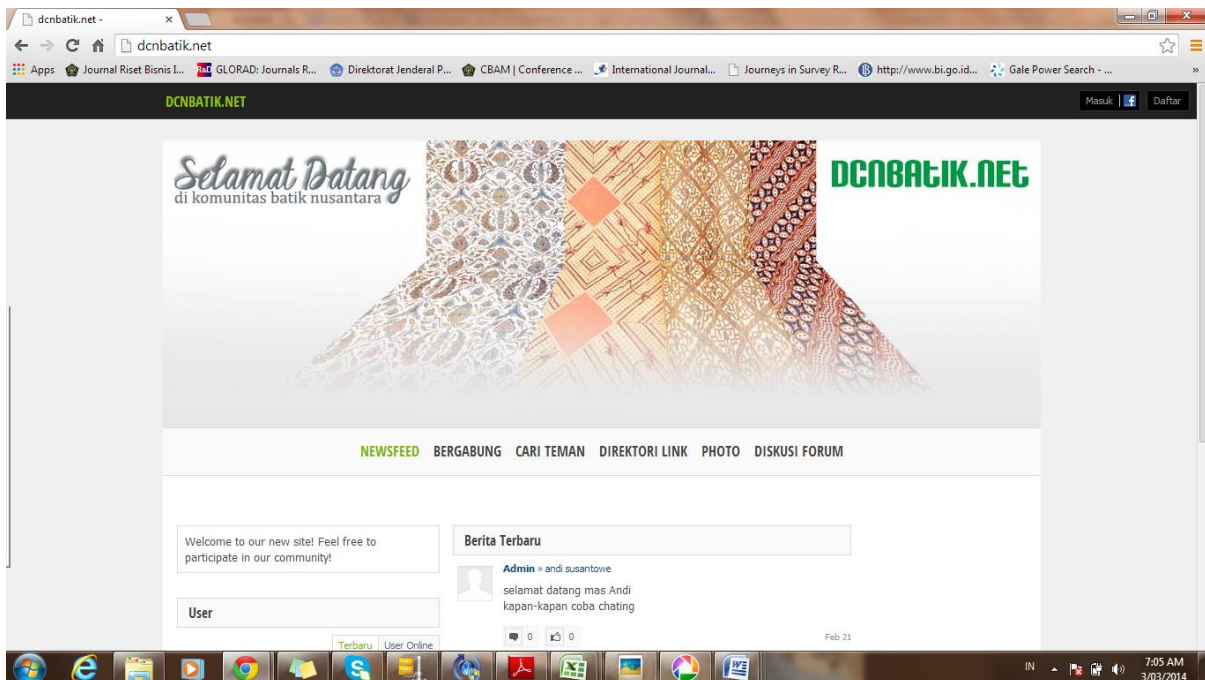 dcnbatik.net -
dcnbatik.net
Apps Journal Riset Bisnis I... GLORAD: Journals R... Direktorat Jenderal P... CBAM | Conference ... International Journal... Journeys in Survey R... http://www.bi.go.id... Gale Power Search - ... »
DCNBATIK.NET Masuk Daftar
Selamat Datang
di komunitas batik nusantara
DCNBATIK.NET
NEWSFEED BERGABUNG CARI TEMAN DIREKTORI LINK PHOTO DISKUSI FORUM
Welcome to our new site! Feel free to
participate in our community!
User
Terbaru User Online
Berita Terbaru
Admin » andi susantowe
selamat datang mas Andi
kapan-kapan coba chating
0 0 Feb 21
IN 7:05 AM
3/03/2014